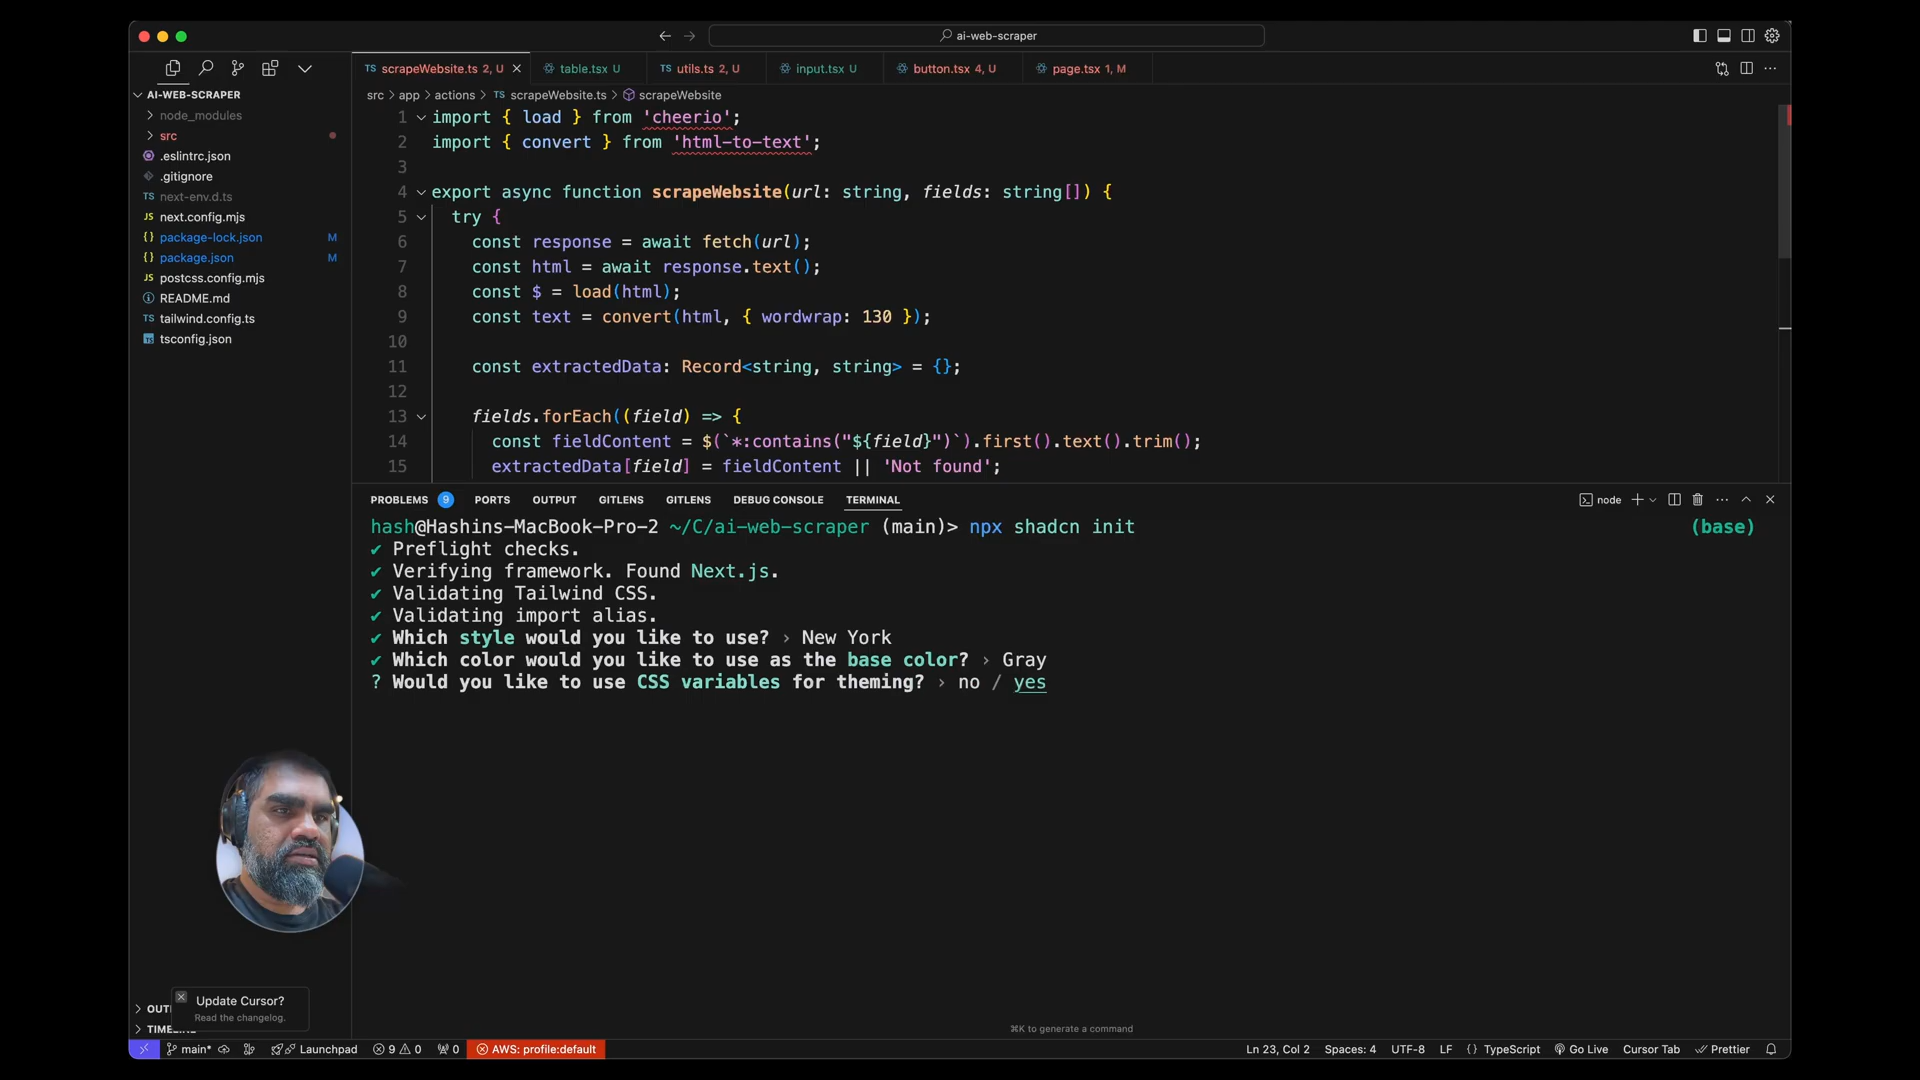 ai-web-scraper
AI-WEB-SCRAPER
node_modules
src
.eslintrc.json
.gitignore
next-env.d.ts
next.config.mjs
package-lock.json M
package.json M
postcss.config.mjs
README.md
tailwind.config.ts
tsconfig.json
TS scrapeWebsite.ts 2, U
table.tsx U
TS utils.ts 2, U
input.tsx U
button.tsx 4, U
page.tsx 1, M
src > app > actions > TS scrapeWebsite.ts > scrapeWebsite
1 import { load } from 'cheerio';
2 import { convert } from 'html-to-text';
3
4 export async function scrapeWebsite(url: string, fields: string[]) {
5 try {
6 const response = await fetch(url);
7 const html = await response.text();
8 const $ = load(html);
9 const text = convert(html, { wordwrap: 130 });
10
11 const extractedData: Record<string, string> = {};
12
13 fields.forEach((field) => {
14 const fieldContent = $(`*:contains("${field}")`).first().text().trim();
15 extractedData[field] = fieldContent || 'Not found';
PROBLEMS 9 PORTS OUTPUT GITLENS GITLENS DEBUG CONSOLE TERMINAL node
hash@Hashins-MacBook-Pro-2 ~/C/ai-web-scraper (main)> npx shadcn init (base)
✔ Preflight checks.
✔ Verifying framework. Found Next.js.
✔ Validating Tailwind CSS.
✔ Validating import alias.
✔ Which style would you like to use? › New York
✔ Which color would you like to use as the base color? › Gray
? Would you like to use CSS variables for theming? › no / yes
Update Cursor?
Read the changelog.
OUT
TIMELINE
⌘K to generate a command
main* Launchpad 9 0 0 AWS: profile:default Ln 23, Col 2 Spaces: 4 UTF-8 LF {} TypeScript Go Live Cursor Tab Prettier